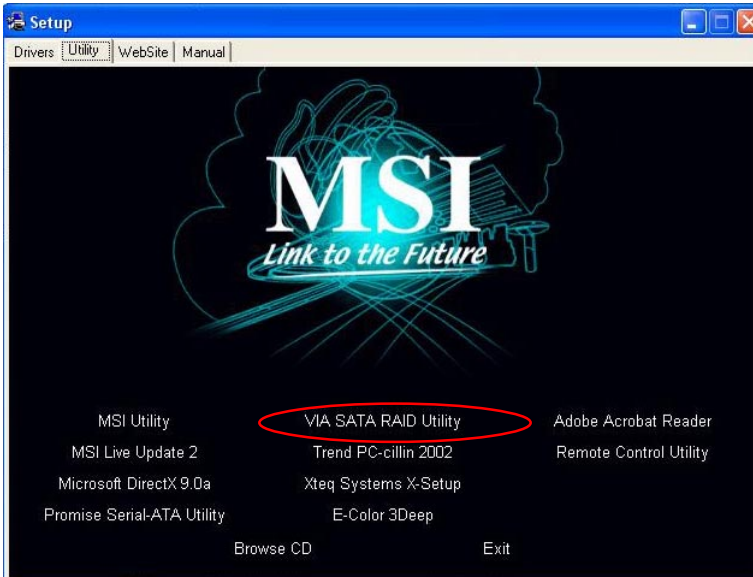 Setup
Drivers Utility WebSite Manual
MSI
Link to the Future
MSI Utility VIA SATA RAID Utility Adobe Acrobat Reader
MSI Live Update 2 Trend PC-cillin 2002 Remote Control Utility
Microsoft DirectX 9.0a Xteq Systems X-Setup
Promise Serial-ATA Utility E-Color 3Deep
Browse CD Exit